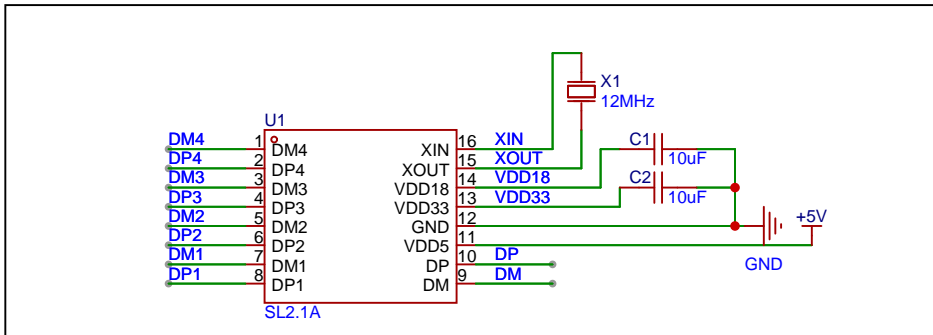 X1
12MHz
U1
DM4 1 DM4 XIN 16 XIN
DP4 2 DP4 XOUT 15 XOUT
DM3 3 DM3 VDD18 14 VDD18
DP3 4 DP3 VDD33 13 VDD33
DM2 5 DM2 GND 12
DP2 6 DP2 VDD5 11
DM1 7 DM1 DP 10 DP
DP1 8 DP1 DM 9 DM
SL2.1A
C1
10uF
C2
10uF
+5V
GND